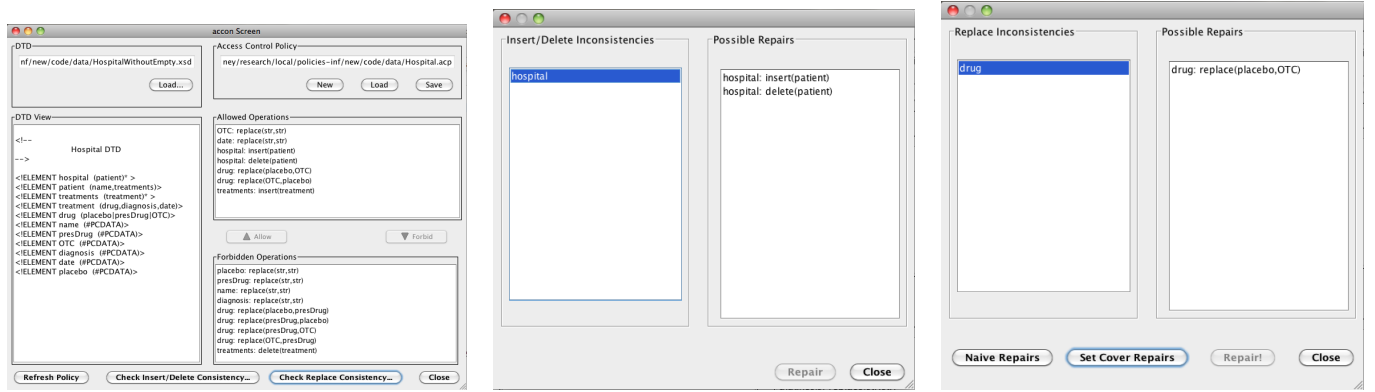 accon Screen
DTD
nf/new/code/data/HospitalWithoutEmpty.xsd
Load...
Access Control Policy
ney/research/local/policies-inf/new/code/data/Hospital.acp
New Load Save
DTD View
<!--
Hospital DTD
-->
<!ELEMENT hospital (patient)* >
<!ELEMENT patient (name,treatments)>
<!ELEMENT treatments (treatment)* >
<!ELEMENT treatment (drug,diagnosis,date)>
<!ELEMENT drug (placebo|presDrug|OTC)>
<!ELEMENT name (#PCDATA)>
<!ELEMENT presDrug (#PCDATA)>
<!ELEMENT OTC (#PCDATA)>
<!ELEMENT diagnosis (#PCDATA)>
<!ELEMENT date (#PCDATA)>
<!ELEMENT placebo (#PCDATA)>
Allowed Operations
OTC: replace(str,str)
date: replace(str,str)
hospital: insert(patient)
hospital: delete(patient)
drug: replace(placebo,OTC)
drug: replace(OTC,placebo)
treatments: insert(treatment)
Allow Forbid
Forbidden Operations
placebo: replace(str,str)
presDrug: replace(str,str)
name: replace(str,str)
diagnosis: replace(str,str)
drug: replace(placebo,presDrug)
drug: replace(presDrug,placebo)
drug: replace(presDrug,OTC)
drug: replace(OTC,presDrug)
treatments: delete(treatment)
Refresh Policy Check Insert/Delete Consistency... Check Replace Consistency... Close
Insert/Delete Inconsistencies
hospital
Possible Repairs
hospital: insert(patient)
hospital: delete(patient)
Repair Close
Replace Inconsistencies
drug
Possible Repairs
drug: replace(placebo,OTC)
Naive Repairs Set Cover Repairs Repair! Close